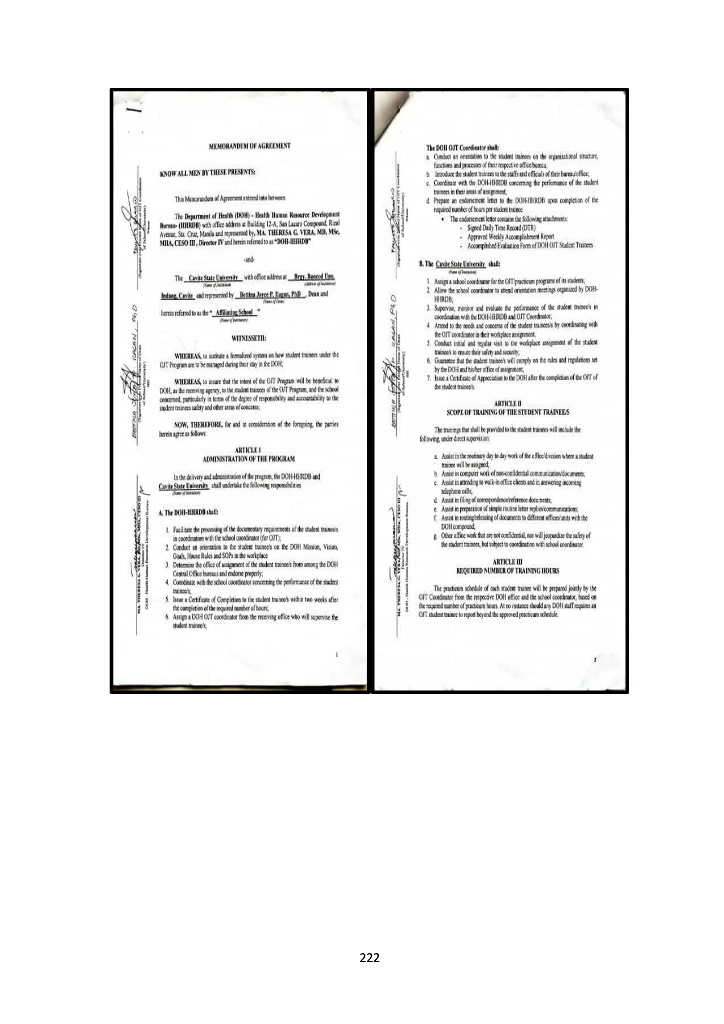 MEMORANDUM OF AGREEMENT
KNOW ALL MEN BY THESE PRESENTS:
This Memorandum of Agreement entered into between:
The Department of Health (DOH) - Health Human Resource Development
Bureau- (HHRDB) with office address at Building 12-A, San Lazaro Compound, Rizal
Avenue, Sta. Cruz, Manila and represented by, MA. THERESA G. VERA, MD, MSc,
MHA, CESO III , Director IV and herein referred to as "DOH-HHRDB"
-and-
The Cavite State University with office address at Brgy. Bancod Uno,
(Name of Institution) (Address of Institution)
Indang, Cavite and represented by , Dean and
(Name of Dean)
herein referred to as the " Affiliating School "
(Name of Institution)
WITNESSETH:
WHEREAS, to institute a formalized system on how student trainees under the
OJT Program are to be managed during their stay in the DOH;
WHEREAS, to insure that the intent of the OJT Program will be beneficial to
DOH, as the receiving agency, to the student trainees of the OJT Program, and the school
concerned, particularly in terms of the degree of responsibility and accountability to the
student trainees safety and other areas of concerns;
NOW, THEREFORE, for and in consideration of the foregoing, the parties
herein agree as follows:
ARTICLE I
ADMINISTRATION OF THE PROGRAM
In the delivery and administration of the program, the DOH-HHRDB and
Cavite State University shall undertake the following responsibilities
(Name of Institution)
A. The DOH-HHRDB shall:
1. Facilitate the processing of the documentary requirements of the student trainee/s
in coordination with the school coordinator (for OJT);
2. Conduct an orientation to the student trainee/s on the DOH Mission, Vision,
Goals, House Rules and SOPs in the workplace
3. Determine the office of assignment of the student trainee/s from among the DOH
Central Office bureaus and endorse properly;
4. Coordinate with the school coordinator concerning the performance of the student
trainee/s;
5. Issue a Certificate of Completion to the student trainee/s within two weeks after
the completion of the required number of hours;
6. Assign a DOH OJT coordinator from the receiving office who will supervise the
student trainee/s;
1
The DOH OJT Coordinator shall:
a. Conduct an orientation to the student trainees on the organizational structure,
functions and processes of their respective office/bureau;
b. Introduce the student trainees to the staffs and officials of their bureau/office;
c. Coordinate with the DOH-HHRDB concerning the performance of the student
trainees in their areas of assignment;
d. Prepare an endorsement letter to the DOH-HHRDB upon completion of the
required number of hours per student trainee
• The endorsement letter contains the following attachments:
- Signed Daily Time Record (DTR)
- Approved Weekly Accomplishment Report
- Accomplished Evaluation Form of DOH OJT Student Trainees
B. The Cavite State University shall:
(Name of Institution)
1. Assign a school coordinator for the OJT/practicum programs of its students;
2. Allow the school coordinator to attend orientation meetings organized by DOH-
HHRDB;
3. Supervise, monitor and evaluate the performance of the student trainee/s in
coordination with the DOH-HHRDB and OJT Coordinator;
4. Attend to the needs and concerns of the student trainee/s by coordinating with
the OJT coordinator in their workplace assignment;
5. Conduct initial and regular visit to the workplace assignment of the student
trainee/s to ensure their safety and security;
6. Guarantee that the student trainee/s will comply on the rules and regulations set
by the DOH and his/her office of assignment;
7. Issue a Certificate of Appreciation to the DOH after the completion of the OJT of
the student trainee/s.
ARTICLE II
SCOPE OF TRAINING OF THE STUDENT TRAINEE/S
The trainings that shall be provided to the student trainees will include the
following, under direct supervision:
a. Assist in the routinary day to day work of the office/division where a student
trainee will be assigned;
b. Assist in computer work of non-confidential communication/documents;
c. Assist in attending to walk-in office clients and in answering incoming
telephone calls;
d. Assist in filing of correspondence/reference documents;
e. Assist in preparation of simple routine letter replies/communications;
f. Assist in routing/releasing of documents to different offices/units with the
DOH compound;
g. Other office work that are not confidential, nor will jeopardize the safety of
the student trainees, but subject to coordination with school coordinator.
ARTICLE III
REQUIRED NUMBER OF TRAINING HOURS
The practicum schedule of each student trainee will be prepared jointly by the
OJT Coordinator from the respective DOH office and the school coordinator, based on
the required number of practicum hours. At no instance should any DOH staff requires an
OJT student trainee to report beyond the approved practicum schedule.
2
222